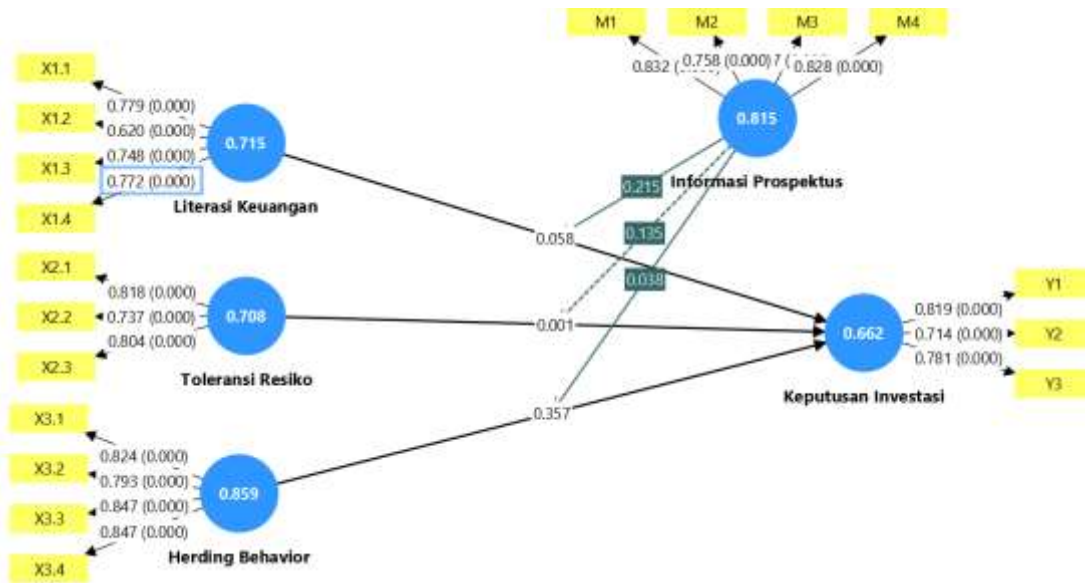 M1
M2
M3
M4
0.832
0.758 (0.000)
0.828 (0.000)
0.815
Informasi Prospektus
X1.1
X1.2
X1.3
X1.4
0.779 (0.000)
0.620 (0.000)
0.748 (0.000)
0.772 (0.000)
0.715
Literasi Keuangan
0.215
0.135
0.038
0.058
0.001
0.357
X2.1
X2.2
X2.3
0.818 (0.000)
0.737 (0.000)
0.804 (0.000)
0.708
Toleransi Resiko
Y1
Y2
Y3
0.819 (0.000)
0.714 (0.000)
0.781 (0.000)
0.662
Keputusan Investasi
X3.1
X3.2
X3.3
X3.4
0.824 (0.000)
0.793 (0.000)
0.847 (0.000)
0.847 (0.000)
0.859
Herding Behavior